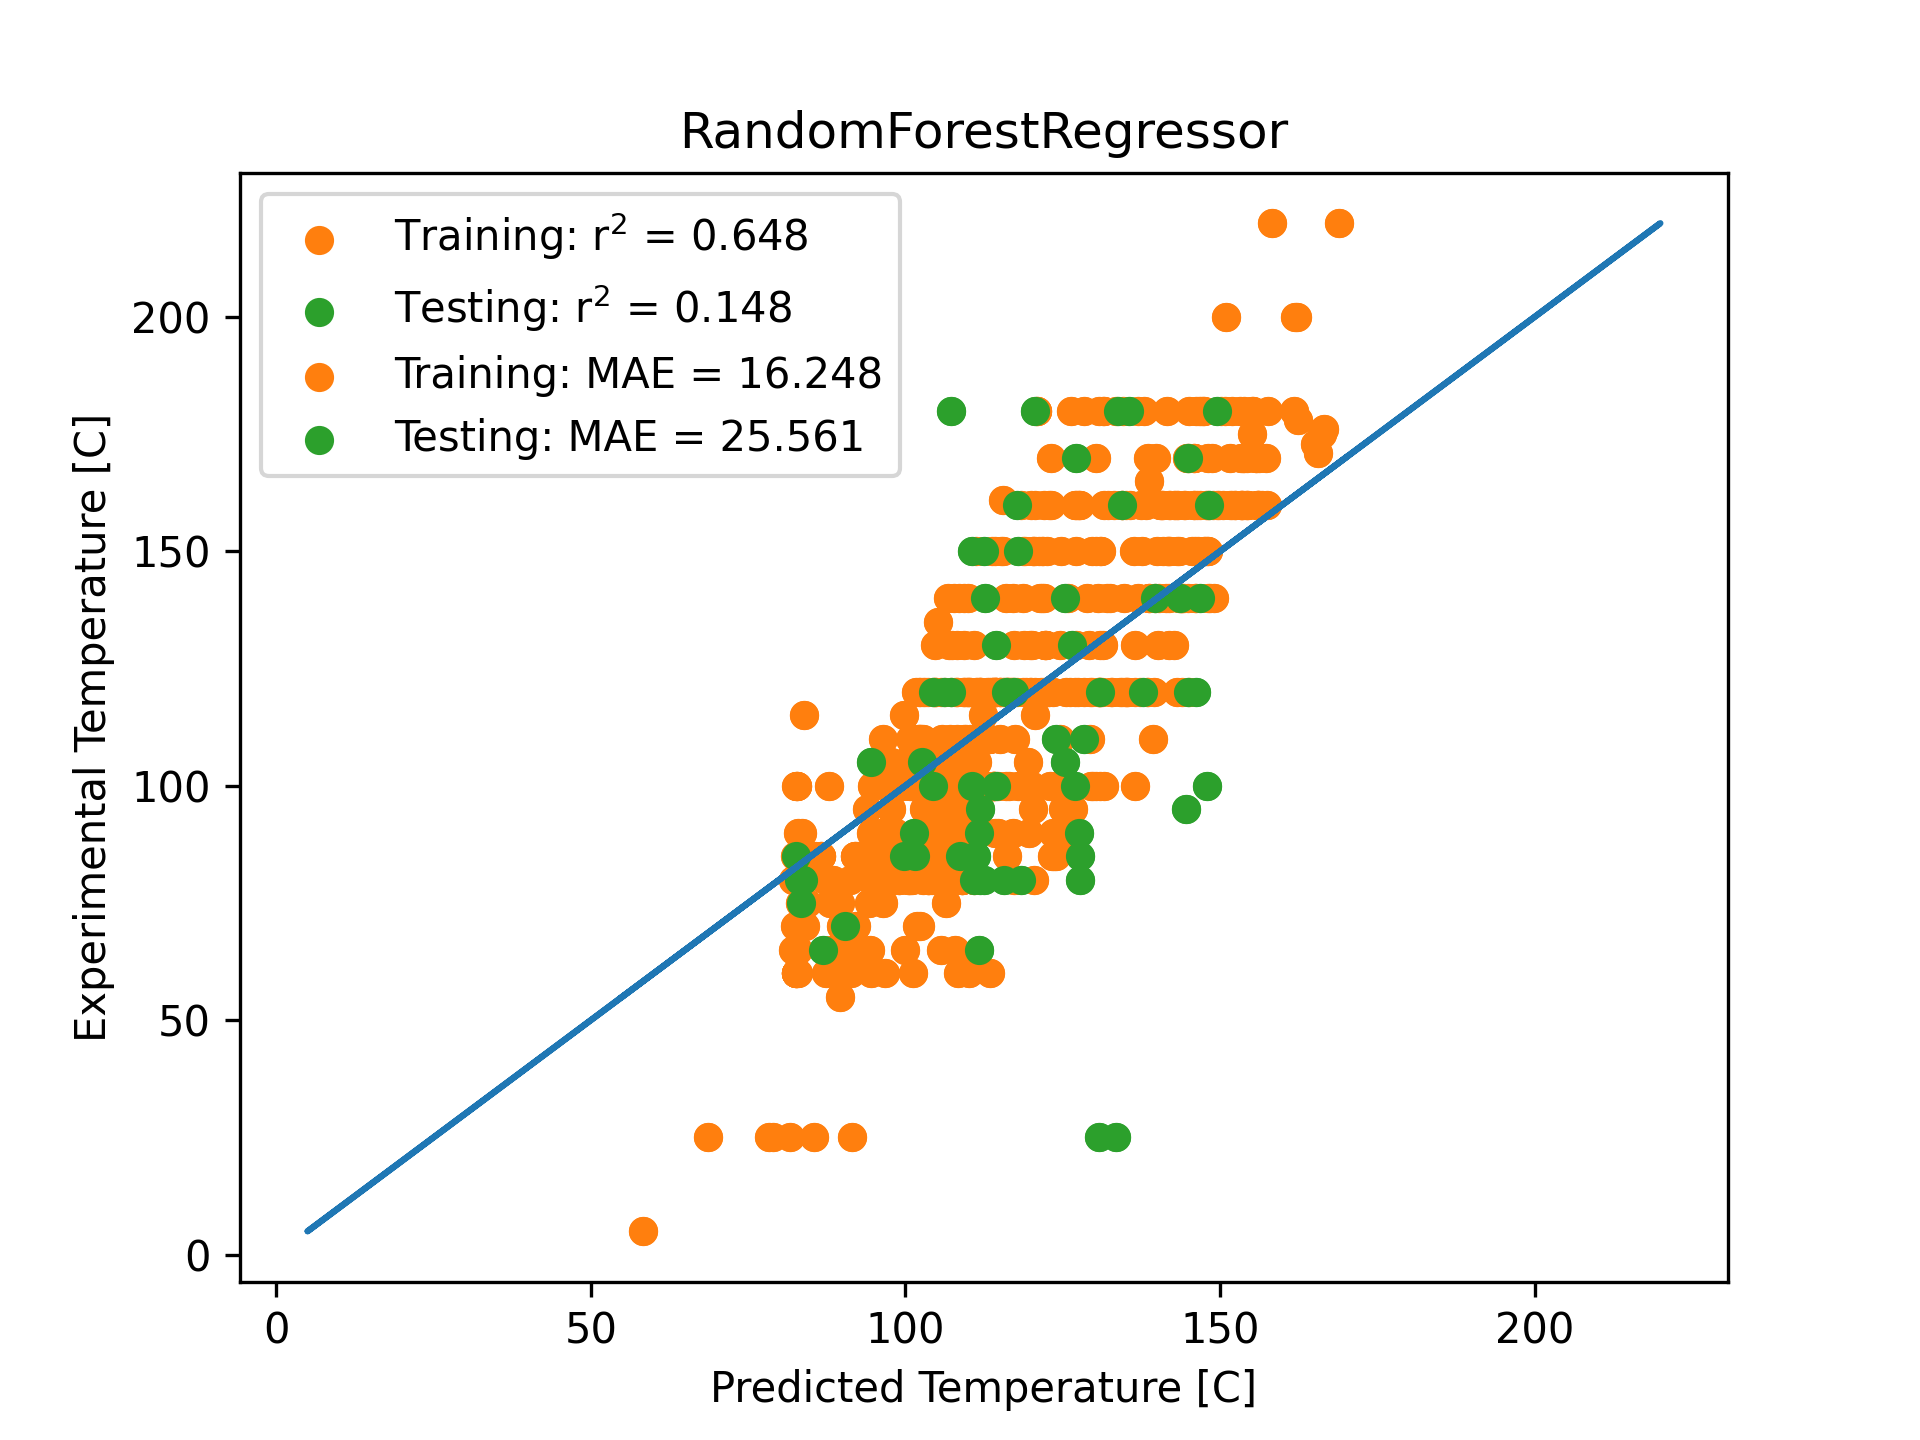 RandomForestRegressor
Training: r² = 0.648
Testing: r² = 0.148
Training: MAE = 16.248
Testing: MAE = 25.561
200
150
100
50
0
Experimental Temperature [C]
0 50 100 150 200
Predicted Temperature [C]